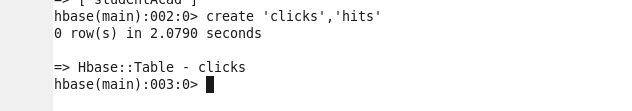 => [ "studentAcad"]
hbase(main):002:0> create 'clicks','hits'
0 row(s) in 2.0790 seconds
=> Hbase::Table - clicks
hbase(main):003:0>